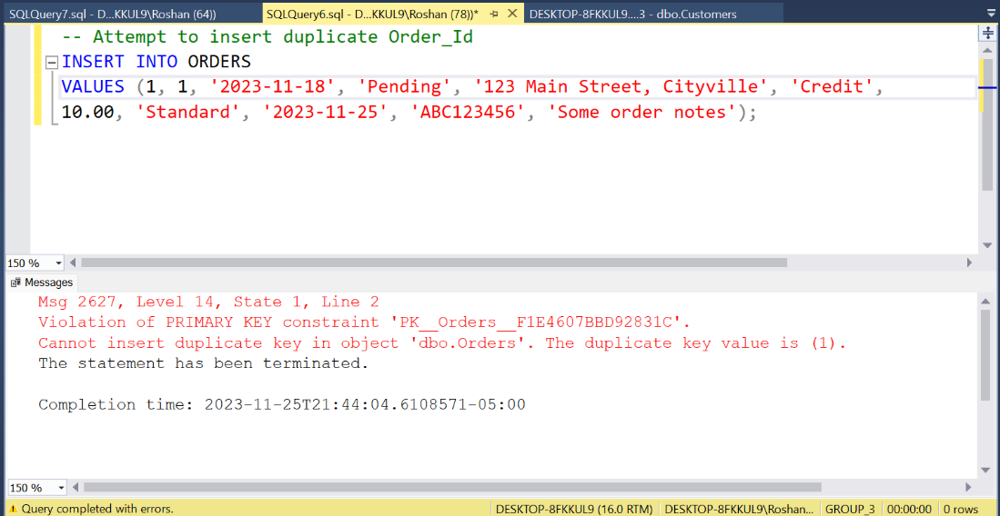 SQLQuery7.sql - D...KKUL9\Roshan (64))
SQLQuery6.sql - D...KKUL9\Roshan (78))*
DESKTOP-8FKKUL9....3 - dbo.Customers
-- Attempt to insert duplicate Order_Id
INSERT INTO ORDERS
VALUES (1, 1, '2023-11-18', 'Pending', '123 Main Street, Cityville', 'Credit',
10.00, 'Standard', '2023-11-25', 'ABC123456', 'Some order notes');
150 %
Messages
Msg 2627, Level 14, State 1, Line 2
Violation of PRIMARY KEY constraint 'PK__Orders__F1E4607BBD92831C'.
Cannot insert duplicate key in object 'dbo.Orders'. The duplicate key value is (1).
The statement has been terminated.
Completion time: 2023-11-25T21:44:04.6108571-05:00
150 %
Query completed with errors.
DESKTOP-8FKKUL9 (16.0 RTM)
DESKTOP-8FKKUL9\Roshan...
GROUP_3
00:00:00
0 rows